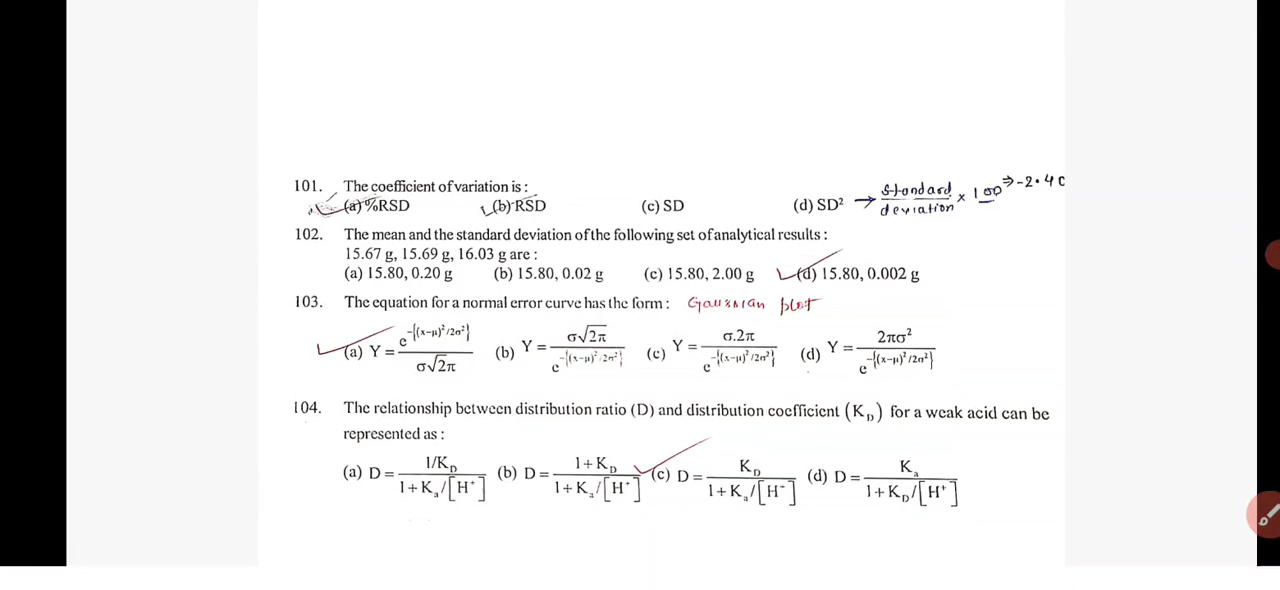 101. The coefficient of variation is :
(a) %RSD (b) RSD (c) SD (d) SD² → standard / deviation × 100 ⇒ -2.40
102. The mean and the standard deviation of the following set of analytical results :
15.67 g, 15.69 g, 16.03 g are :
(a) 15.80, 0.20 g (b) 15.80, 0.02 g (c) 15.80, 2.00 g (d) 15.80, 0.002 g
103. The equation for a normal error curve has the form : Gaussian plot
(a) Y = e^-{(x-μ)²/2σ²} / σ√2π (b) Y = σ√2π / e^-{(x-μ)²/2σ²} (c) Y = σ.2π / e^-{(x-μ)²/2σ²} (d) Y = 2πσ² / e^-{(x-μ)²/2σ²}
104. The relationship between distribution ratio (D) and distribution coefficient (K_D) for a weak acid can be
represented as :
(a) D = 1/K_D / 1+K_a/[H⁺] (b) D = 1+K_D / 1+K_a/[H⁺] (c) D = K_D / 1+K_a/[H⁺] (d) D = K_a / 1+K_D/[H⁺]